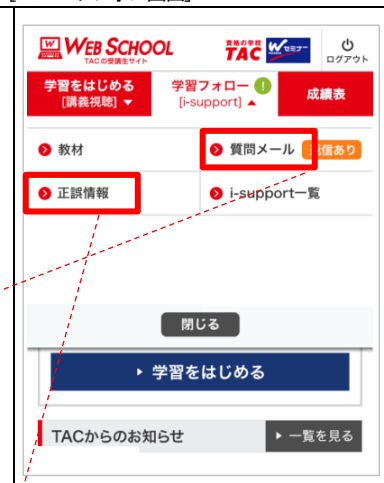 WEB SCHOOL
TACの受講生サイト
資格の学校
TAC
Wセミナー
ログアウト
学習をはじめる
[講義視聴] ▼
学習フォロー !
[i-support] ▲
成績表
教材
質問メール
返信あり
正誤情報
i-support一覧
閉じる
学習をはじめる
TACからのお知らせ
一覧を見る